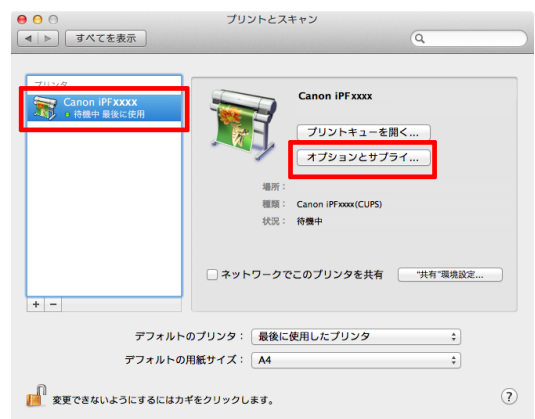 プリントとスキャン
すべてを表示
プリンタ
Canon iPFxxxx
待機中 最後に使用
Canon iPFxxxx
プリントキューを開く...
オプションとサプライ...
場所：
種類： Canon iPFxxxx(CUPS)
状況： 待機中
ネットワークでこのプリンタを共有 "共有"環境設定...
+ −
デフォルトのプリンタ： 最後に使用したプリンタ
デフォルトの用紙サイズ： A4
変更できないようにするにはカギをクリックします。
?